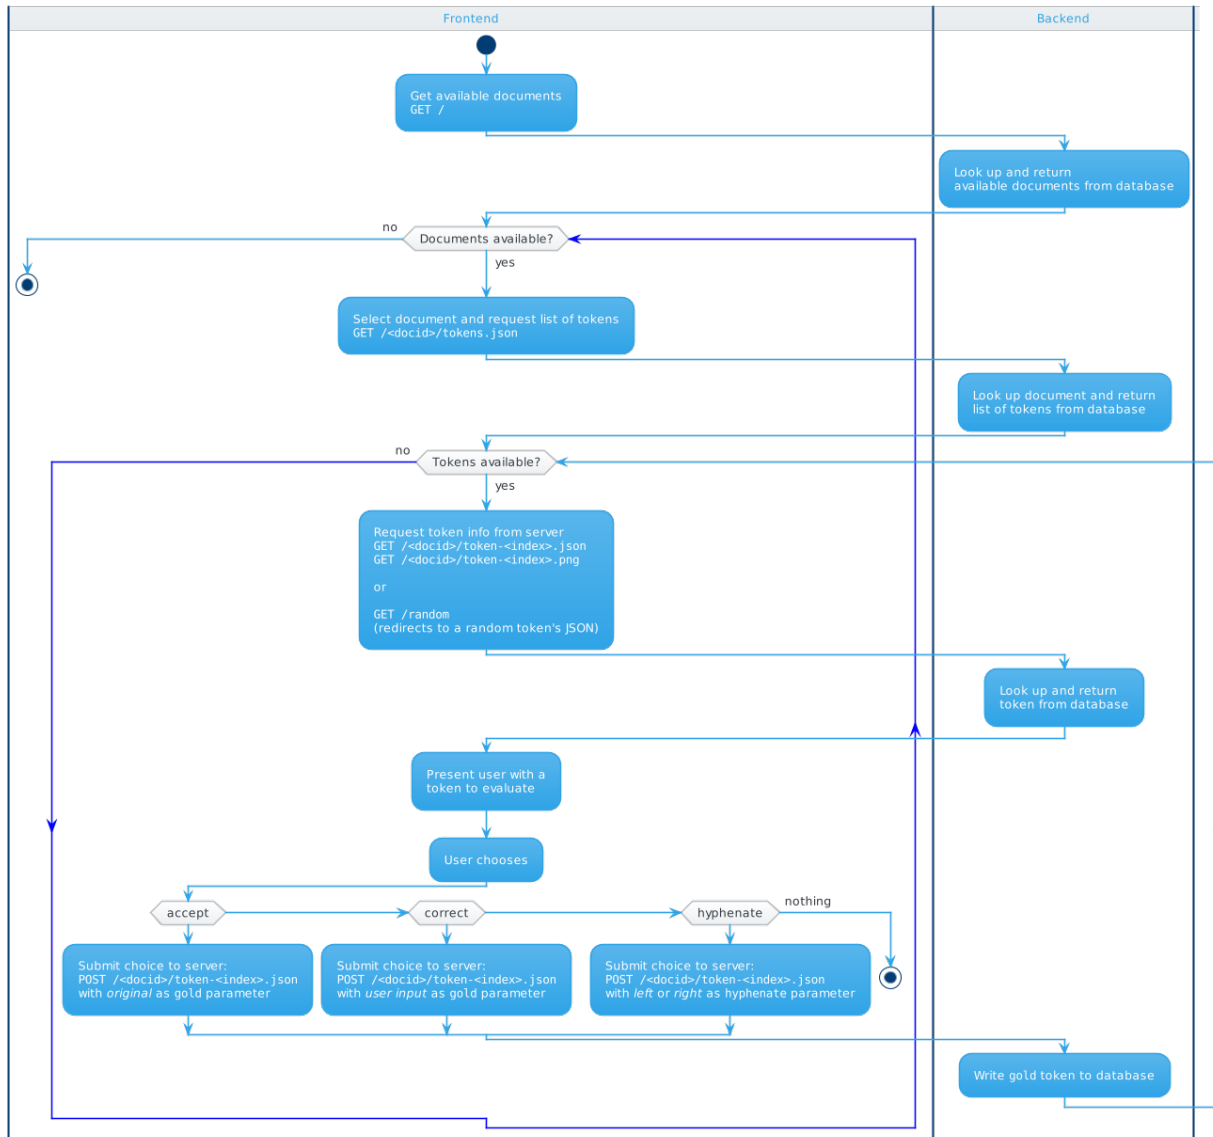 Frontend
Backend
Get available documents
GET /
Look up and return
available documents from database
no
Documents available?
yes
Select document and request list of tokens
GET /<docid>/tokens.json
Look up document and return
list of tokens from database
no
Tokens available?
yes
Request token info from server
GET /<docid>/token-<index>.json
GET /<docid>/token-<index>.png
or
GET /random
(redirects to a random token's JSON)
Look up and return
token from database
Present user with a
token to evaluate
User chooses
accept
correct
hyphenate
nothing
Submit choice to server:
POST /<docid>/token-<index>.json
with original as gold parameter
Submit choice to server:
POST /<docid>/token-<index>.json
with user input as gold parameter
Submit choice to server:
POST /<docid>/token-<index>.json
with left or right as hyphenate parameter
Write gold token to database